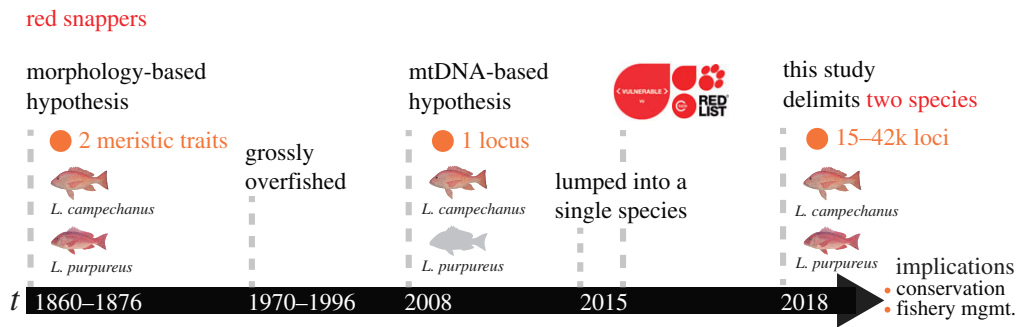 red snappers
morphology-based
hypothesis
2 meristic traits
L. campechanus
L. purpureus
grossly
overfished
mtDNA-based
hypothesis
1 locus
L. campechanus
L. purpureus
lumped into a
single species
< VULNERABLE >
VU
RED
LIST
this study
delimits two species
15–42k loci
L. campechanus
L. purpureus
t 1860–1876 1970–1996 2008 2015 2018
implications
• conservation
• fishery mgmt.